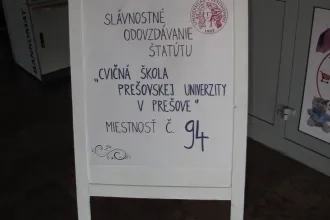 SLÁVNOSTNÉ
ODOVZDÁVANIE
ŠTATÚTU
„CVIČNÁ ŠKOLA
PREŠOVSKEJ UNIVERZITY
V PREŠOVE"
MIESTNOSŤ Č. 94